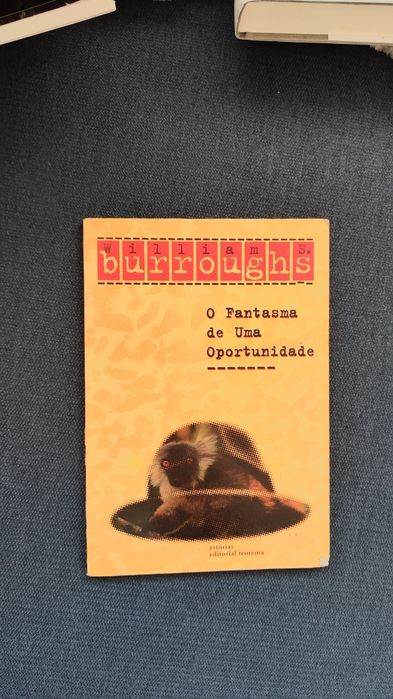 William S.
burroughs
O Fantasma
de Uma
Oportunidade
estórias
editorial teorema